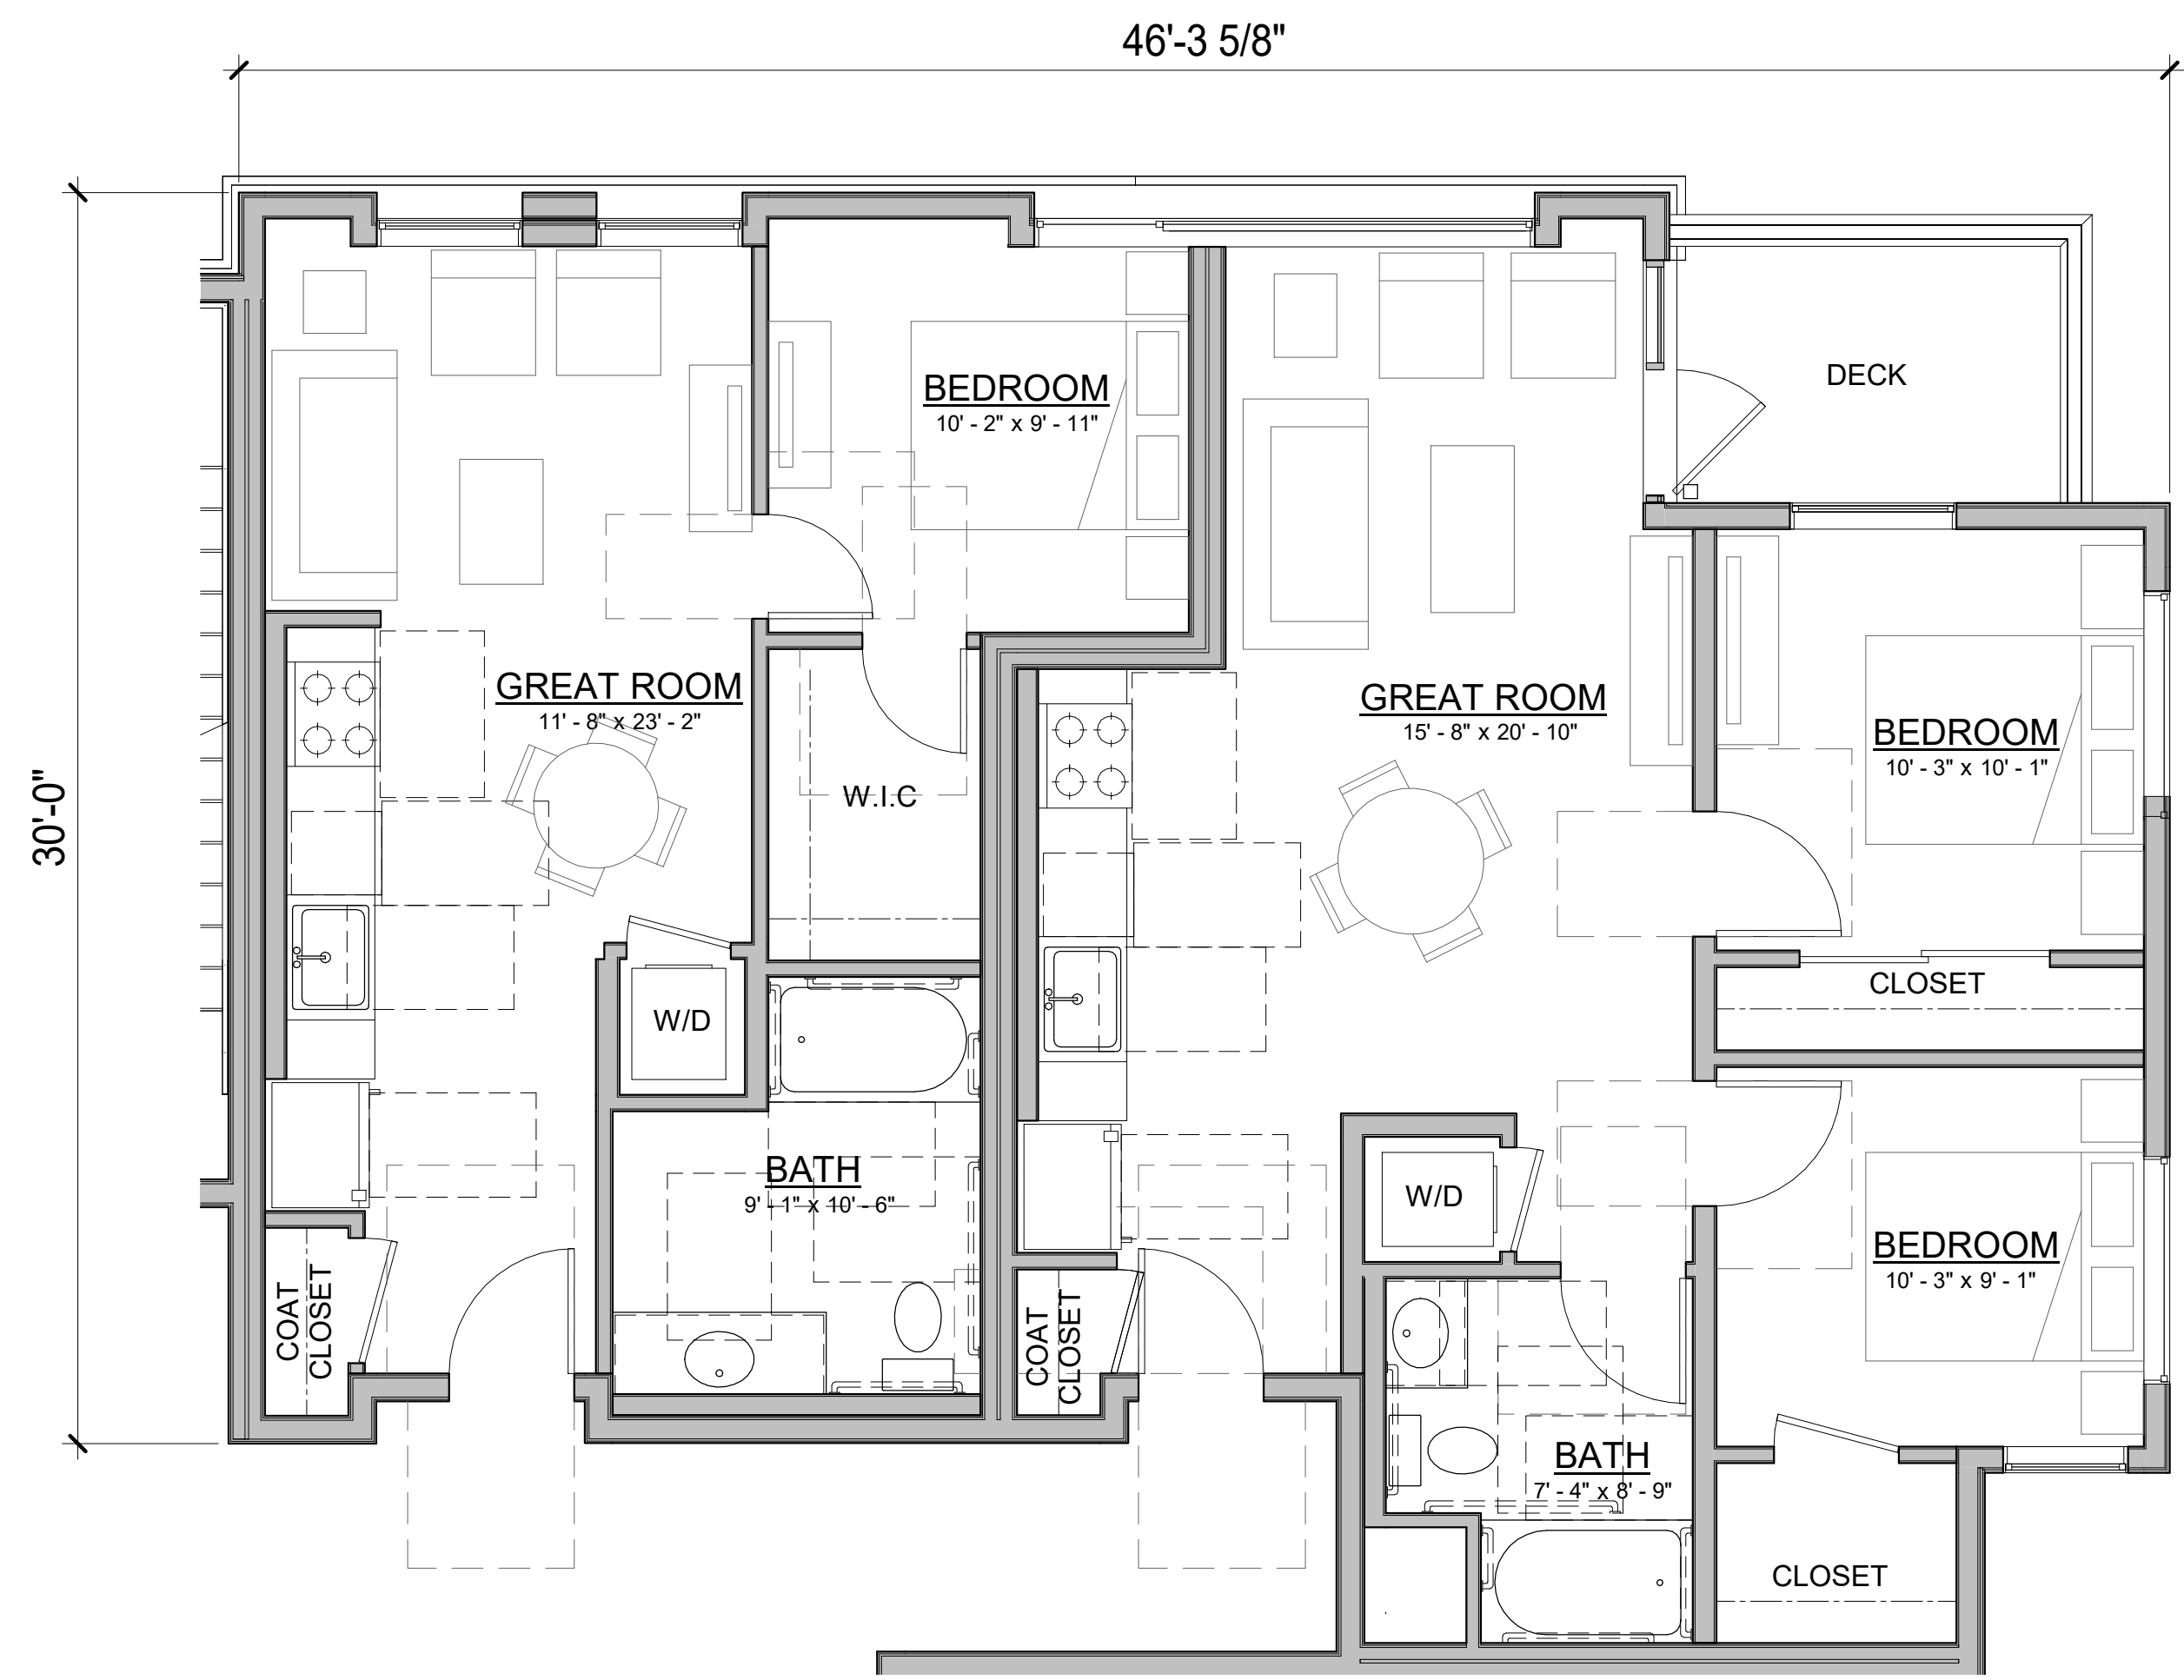 46'-3 5/8"
30'-0"
DECK
BEDROOM
10' - 2" x 9' - 11"
GREAT ROOM
11' - 8" x 23' - 2"
GREAT ROOM
15' - 8" x 20' - 10"
BEDROOM
10' - 3" x 10' - 1"
W.I.C
CLOSET
W/D
BATH
9' - 1" x 10' - 6"
W/D
BEDROOM
10' - 3" x 9' - 1"
COAT
CLOSET
COAT
CLOSET
BATH
7' - 4" x 8' - 9"
CLOSET